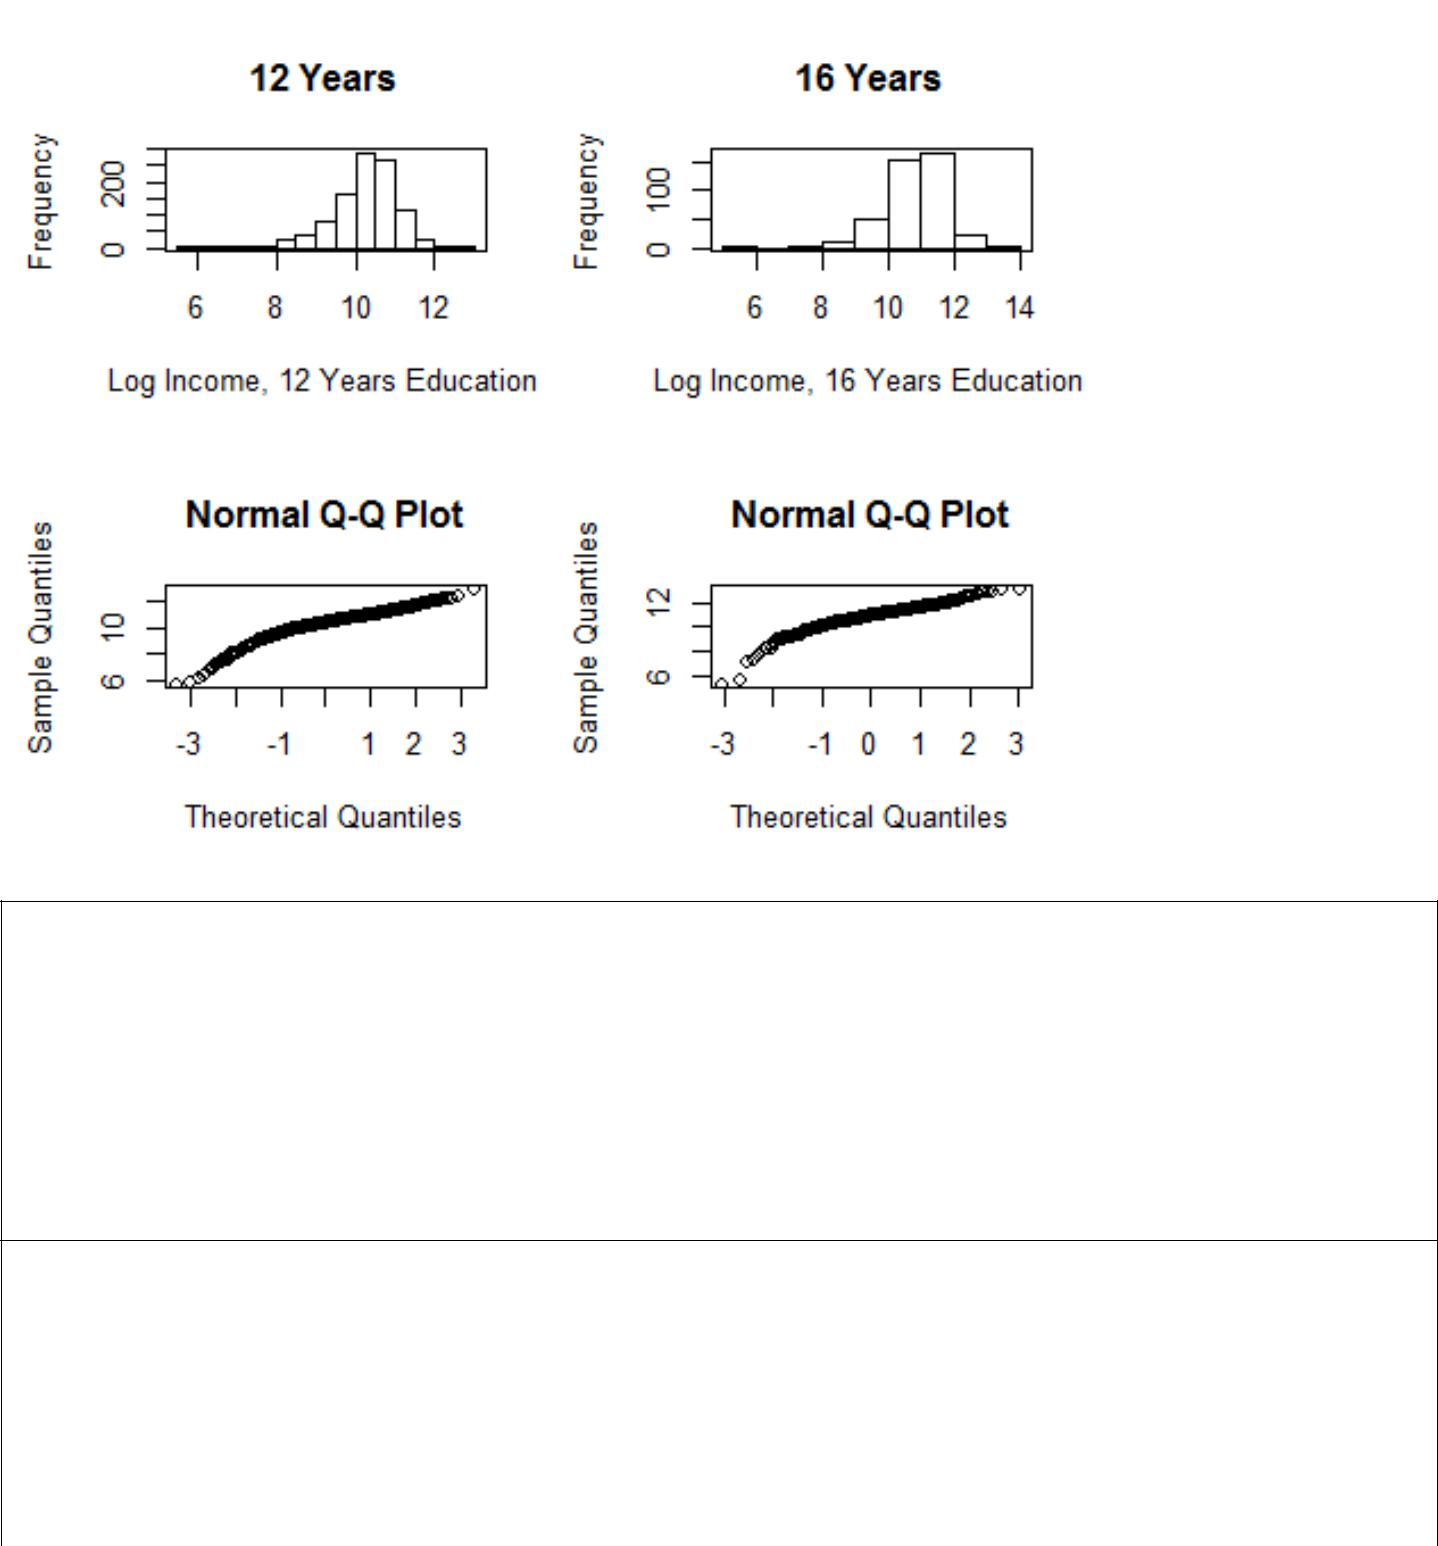 12 Years
16 Years
Frequency
200
0
6 8 10 12
Log Income, 12 Years Education
Frequency
100
0
6 8 10 12 14
Log Income, 16 Years Education
Normal Q-Q Plot
Normal Q-Q Plot
Sample Quantiles
10
6
-3 -1 1 2 3
Theoretical Quantiles
Sample Quantiles
12
6
-3 -1 0 1 2 3
Theoretical Quantiles